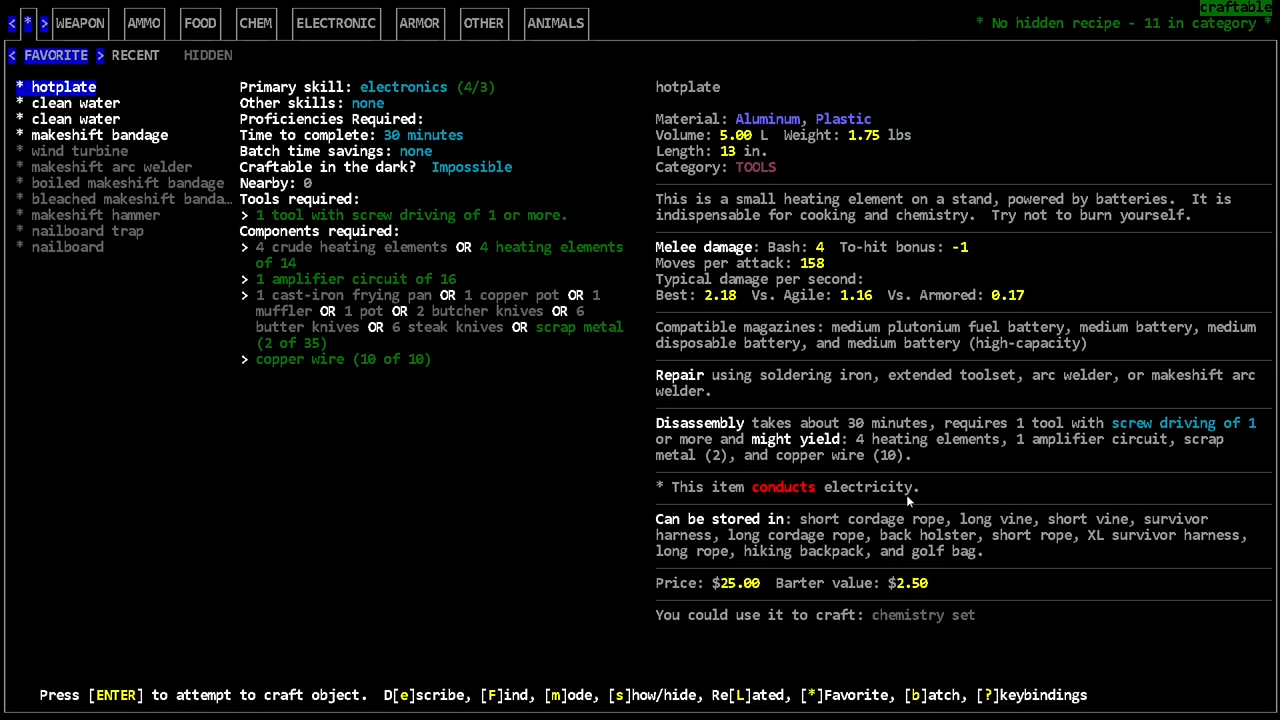 craftable
< * > WEAPON AMMO FOOD CHEM ELECTRONIC ARMOR OTHER ANIMALS * No hidden recipe - 11 in category *
< FAVORITE > RECENT HIDDEN
* hotplate
* clean water
* clean water
* makeshift bandage
* wind turbine
* makeshift arc welder
* boiled makeshift bandage
* bleached makeshift banda…
* makeshift hammer
* nailboard trap
* nailboard
Primary skill: electronics (4/3)
Other skills: none
Proficiencies Required:
Time to complete: 30 minutes
Batch time savings: none
Craftable in the dark? Impossible
Nearby: 0
Tools required:
> 1 tool with screw driving of 1 or more.
Components required:
> 4 crude heating elements OR 4 heating elements
of 14
> 1 amplifier circuit of 16
> 1 cast-iron frying pan OR 1 copper pot OR 1
muffler OR 1 pot OR 2 butcher knives OR 6
butter knives OR 6 steak knives OR scrap metal
(2 of 35)
> copper wire (10 of 10)
hotplate
Material: Aluminum, Plastic
Volume: 5.00 L Weight: 1.75 lbs
Length: 13 in.
Category: TOOLS
This is a small heating element on a stand, powered by batteries. It is
indispensable for cooking and chemistry. Try not to burn yourself.
Melee damage: Bash: 4 To-hit bonus: -1
Moves per attack: 158
Typical damage per second:
Best: 2.18 Vs. Agile: 1.16 Vs. Armored: 0.17
Compatible magazines: medium plutonium fuel battery, medium battery, medium
disposable battery, and medium battery (high-capacity)
Repair using soldering iron, extended toolset, arc welder, or makeshift arc
welder.
Disassembly takes about 30 minutes, requires 1 tool with screw driving of 1
or more and might yield: 4 heating elements, 1 amplifier circuit, scrap
metal (2), and copper wire (10).
* This item conducts electricity.
Can be stored in: short cordage rope, long vine, short vine, survivor
harness, long cordage rope, back holster, short rope, XL survivor harness,
long rope, hiking backpack, and golf bag.
Price: $25.00 Barter value: $2.50
You could use it to craft: chemistry set
Press [ENTER] to attempt to craft object. D[e]scribe, [F]ind, [m]ode, [s]how/hide, Re[L]ated, [*]Favorite, [b]atch, [?]keybindings